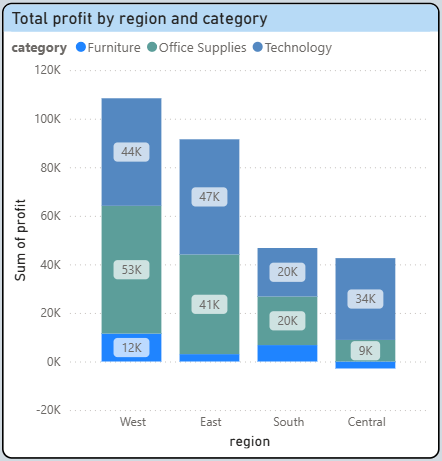 Total profit by region and category
category Furniture Office Supplies Technology
120K
100K
80K
60K
40K
20K
0K
-20K
Sum of profit
44K
53K
12K
47K
41K
20K
20K
34K
9K
West East South Central
region